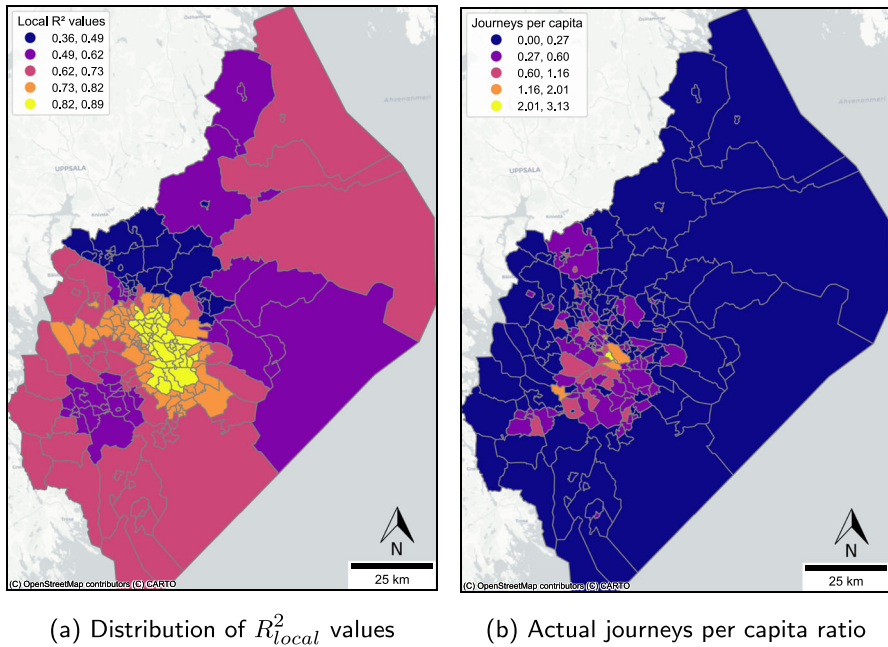 Local R² values
0.36, 0.49
0.49, 0.62
0.62, 0.73
0.73, 0.82
0.82, 0.89
UPPSALA
N
25 km
(C) OpenStreetMap contributors (C) CARTO
(a) Distribution of R²local values
Journeys per capita
0.00, 0.27
0.27, 0.60
0.60, 1.16
1.16, 2.01
2.01, 3.13
Ahvenanmeri
UPPSALA
N
25 km
(C) OpenStreetMap contributors (C) CARTO
(b) Actual journeys per capita ratio